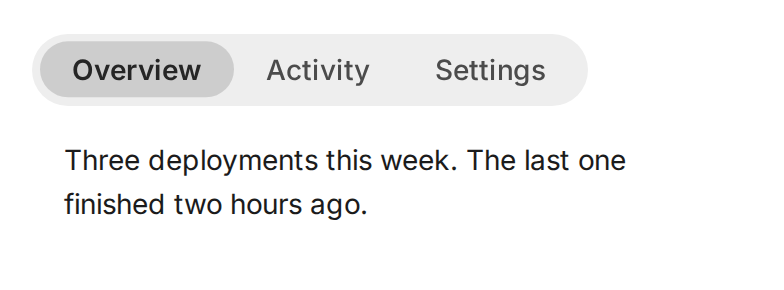 Overview Activity Settings
Three deployments this week. The last one
finished two hours ago.